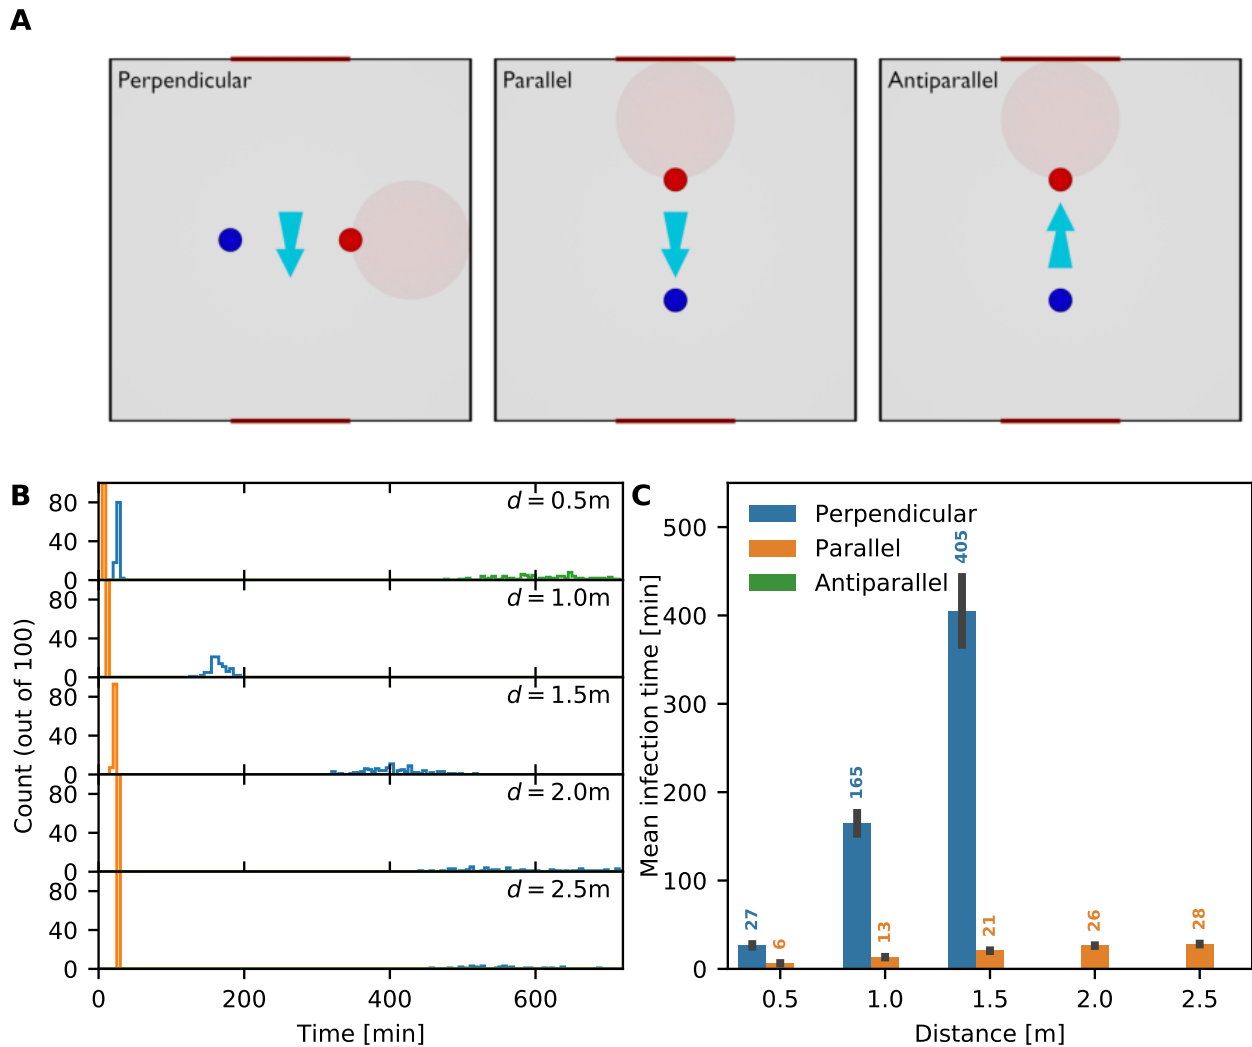 A
Perpendicular
Parallel
Antiparallel
B
Count (out of 100)
80
40
0
d = 0.5m
80
40
0
d = 1.0m
80
40
0
d = 1.5m
80
40
0
d = 2.0m
80
40
0
d = 2.5m
0 200 400 600
Time [min]
C
Mean infection time [min]
500
400
300
200
100
0
Perpendicular
Parallel
Antiparallel
27
6
165
13
405
21
26
28
0.5 1.0 1.5 2.0 2.5
Distance [m]